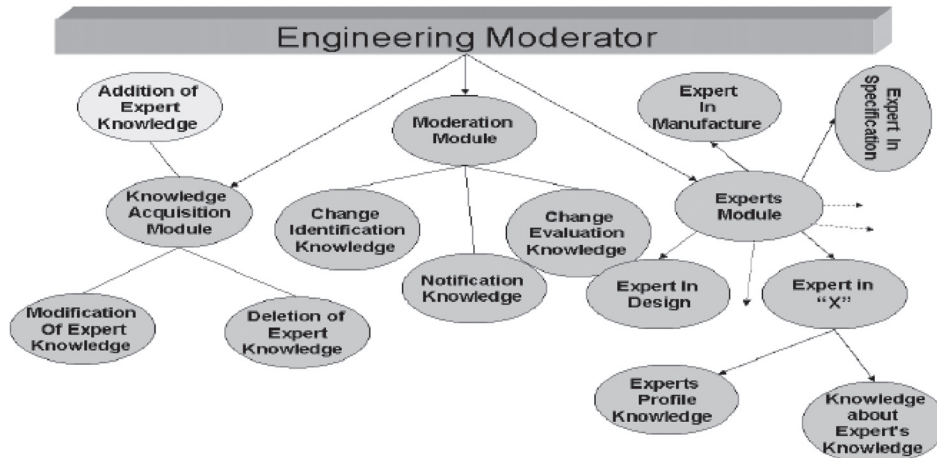 Engineering Moderator
Addition of
Expert
Knowledge
Moderation
Module
Expert
In
Manufacture
Expert In
Specification
Knowledge
Acquisition
Module
Change
Identification
Knowledge
Change
Evaluation
Knowledge
Experts
Module
Notification
Knowledge
Expert In
Design
Expert in
“X”
Modification
Of Expert
Knowledge
Deletion of
Expert
Knowledge
Experts
Profile
Knowledge
Knowledge
about
Expert's
Knowledge